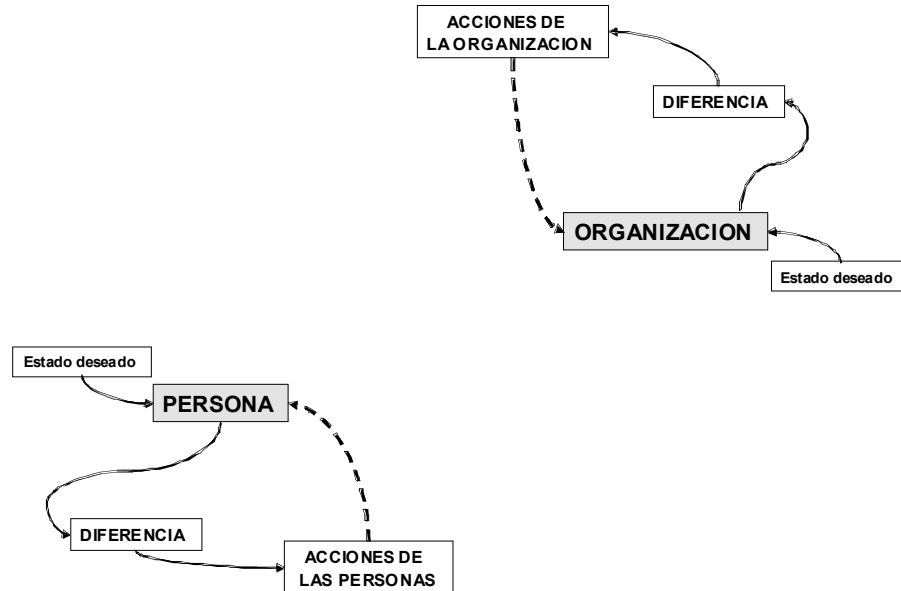 ACCIONES DE
LA ORGANIZACION
DIFERENCIA
ORGANIZACION
Estado deseado
Estado deseado
PERSONA
DIFERENCIA
ACCIONES DE
LAS PERSONAS